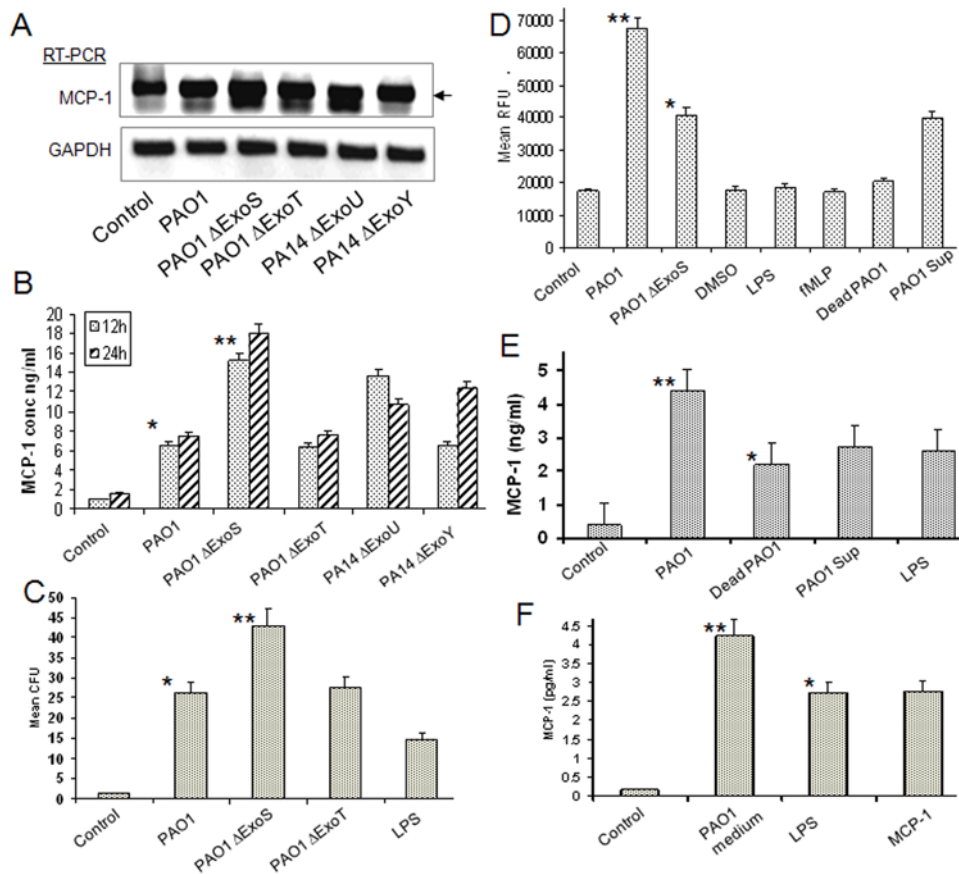 A
RT-PCR
MCP-1
GAPDH
Control
PAO1
PAO1 ΔExoS
PAO1 ΔExoT
PA14 ΔExoU
PA14 ΔExoY
B
MCP-1 conc ng/ml
20
18
16
14
12
10
8
6
4
2
0
12h
24h
*
**
Control
PAO1
PAO1 ΔExoS
PAO1 ΔExoT
PA14 ΔExoU
PA14 ΔExoY
C
Mean CFU
50
45
40
35
30
25
20
15
10
5
0
*
**
Control
PAO1
PAO1 ΔExoS
PAO1 ΔExoT
LPS
D
Mean RFU .
80000
70000
60000
50000
40000
30000
20000
10000
0
**
*
Control
PAO1
PAO1 ΔExoS
DMSO
LPS
fMLP
Dead PAO1
PAO1 Sup
E
MCP-1 (ng/ml)
5
4
3
2
1
0
**
*
Control
PAO1
Dead PAO1
PAO1 Sup
LPS
F
MCP-1 (pg/ml)
4.5
4
3.5
3
2.5
2
1.5
1
0.5
0
**
*
Control
PAO1
medium
LPS
MCP-1